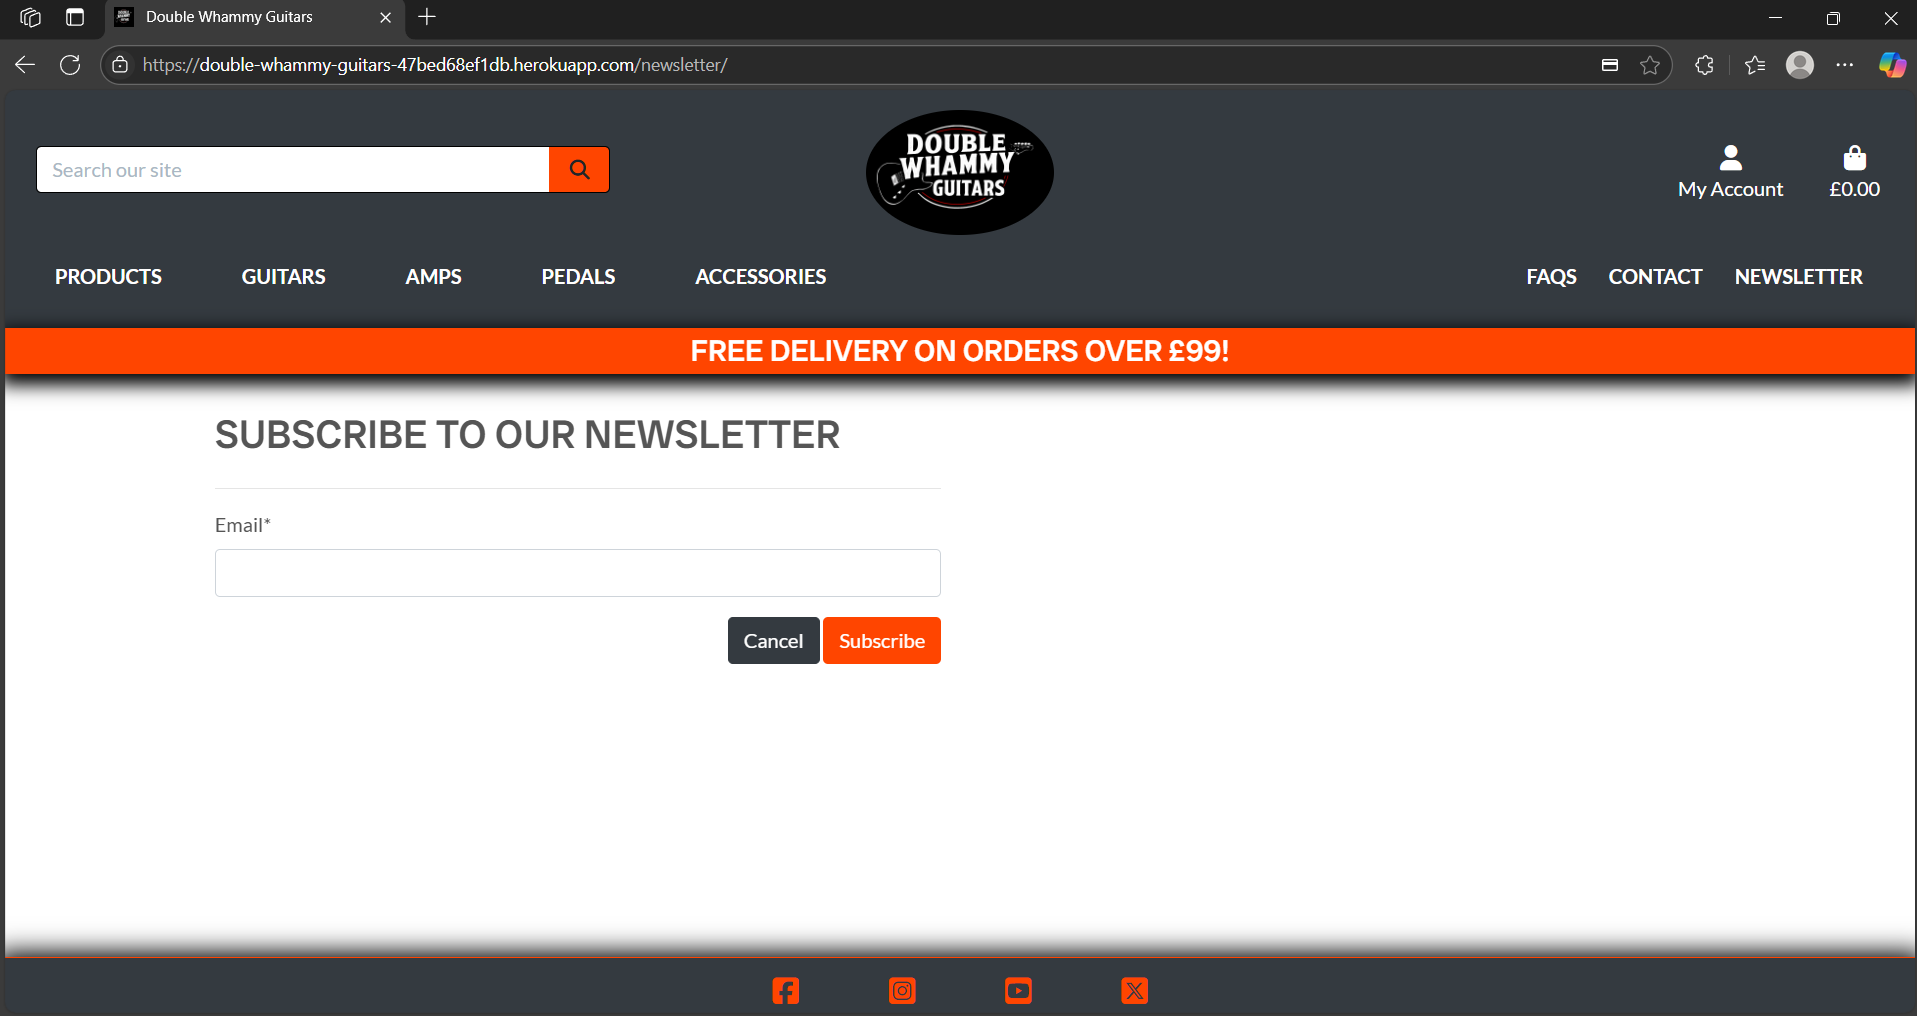 Double Whammy Guitars
https://double-whammy-guitars-47bed68ef1db.herokuapp.com/newsletter/
Search our site
DOUBLE
WHAMMY
GUITARS
My Account
£0.00
PRODUCTS GUITARS AMPS PEDALS ACCESSORIES FAQS CONTACT NEWSLETTER
FREE DELIVERY ON ORDERS OVER £99!
SUBSCRIBE TO OUR NEWSLETTER
Email*
Cancel Subscribe